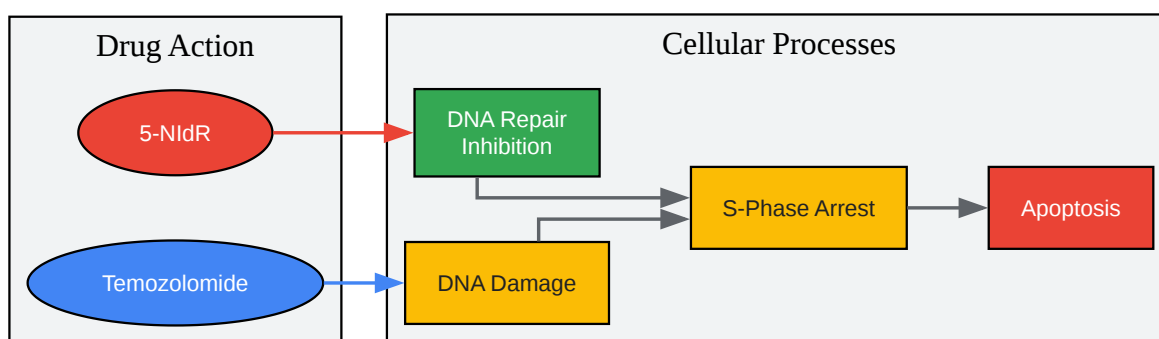 Drug Action
5-NIdR
Temozolomide
Cellular Processes
DNA Repair
Inhibition
DNA Damage
S-Phase Arrest
Apoptosis